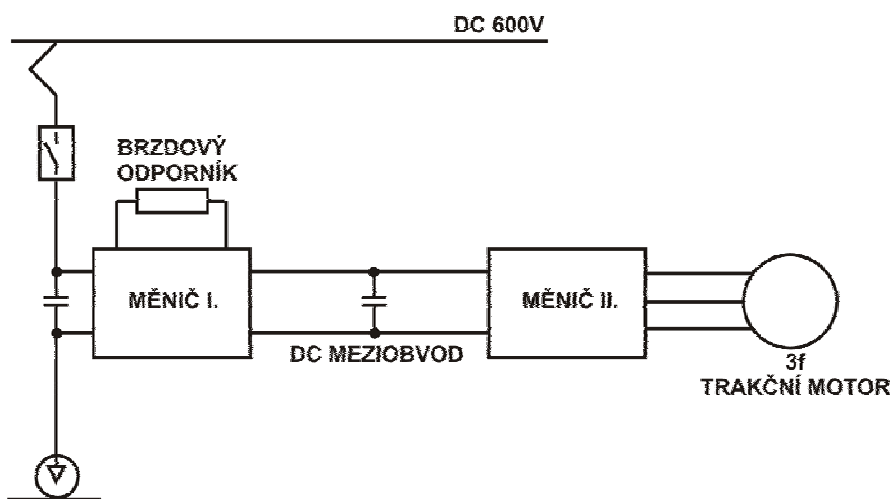 DC 600V
BRZDOVÝ
ODPORNÍK
MĚNIČ I.
MĚNIČ II.
DC MEZIOBVOD
3f
TRAKČNÍ MOTOR